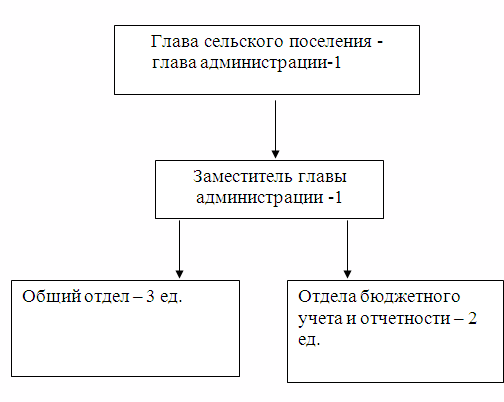 Глава сельского поселения -
глава администрации-1
Заместитель главы
администрации -1
Общий отдел – 3 ед.
Отдела бюджетного
учета и отчетности – 2
ед.